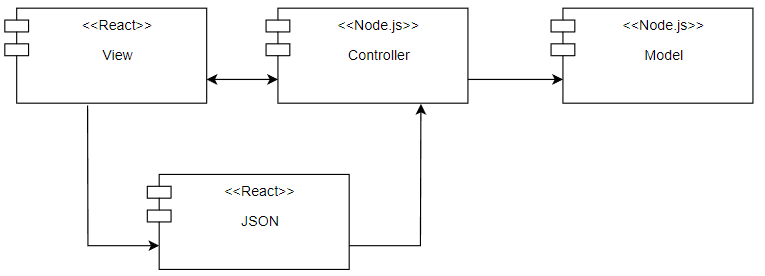 <<React>>
View
<<Node.js>>
Controller
<<Node.js>>
Model
<<React>>
JSON